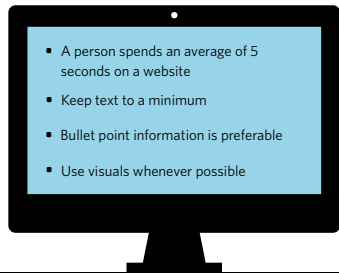 ▪ A person spends an average of 5
seconds on a website
▪ Keep text to a minimum
▪ Bullet point information is preferable
▪ Use visuals whenever possible